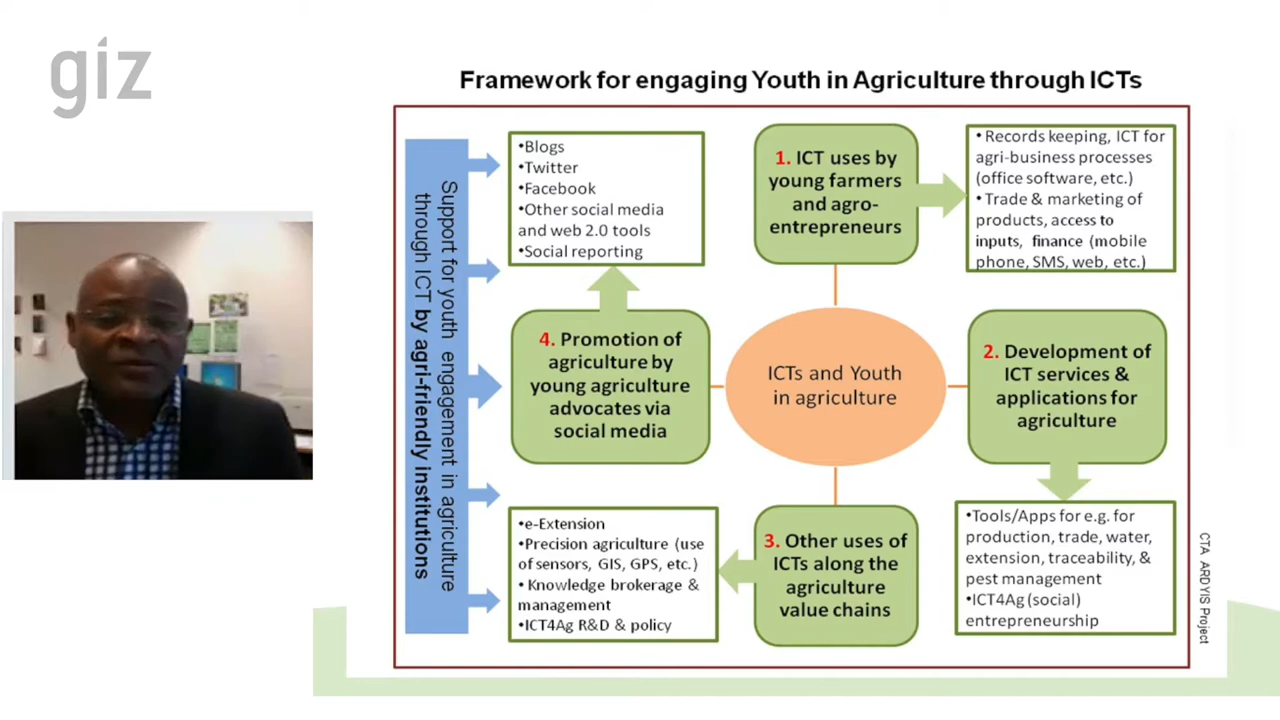 giz
Framework for engaging Youth in Agriculture through ICTs
Support for youth engagement in agriculture
through ICT by agri-friendly institutions
•Blogs
•Twitter
•Facebook
•Other social media
and web 2.0 tools
•Social reporting
1. ICT uses by
young farmers
and agro-
entrepreneurs
• Records keeping, ICT for
agri-business processes
(office software, etc.)
• Trade & marketing of
products, access to
inputs, finance (mobile
phone, SMS, web, etc.)
4. Promotion of
agriculture by
young agriculture
advocates via
social media
ICTs and Youth
in agriculture
2. Development of
ICT services &
applications for
agriculture
•e-Extension
•Precision agriculture (use
of sensors, GIS, GPS, etc.)
• Knowledge brokerage &
management
•ICT4Ag R&D & policy
3. Other uses of
ICTs along the
agriculture
value chains
•Tools/Apps for e.g. for
production, trade, water,
extension, traceability, &
pest management
•ICT4Ag (social)
entrepreneurship
CTA ARDYIS Project